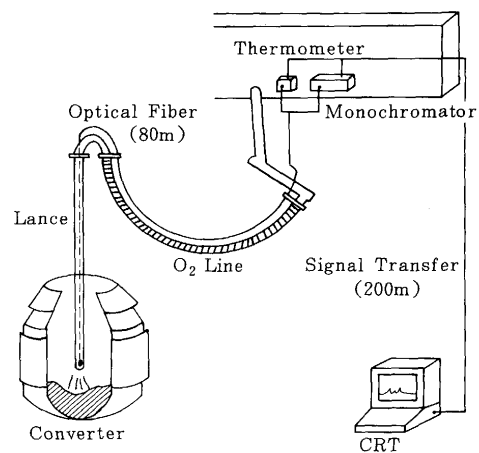 Thermometer
Monochromator
Optical Fiber
(80m)
Lance
O₂ Line
Signal Transfer
(200m)
Converter
CRT